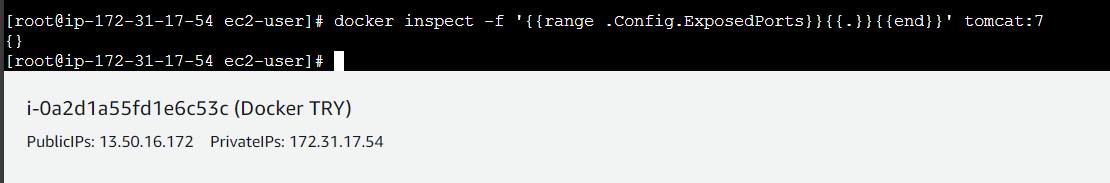 [root@ip-172-31-17-54 ec2-user]# docker inspect -f '{{range .Config.ExposedPorts}}{{.}}{{end}}' tomcat:7
{}
[root@ip-172-31-17-54 ec2-user]#
i-0a2d1a55fd1e6c53c (Docker TRY)
PublicIPs: 13.50.16.172 PrivateIPs: 172.31.17.54